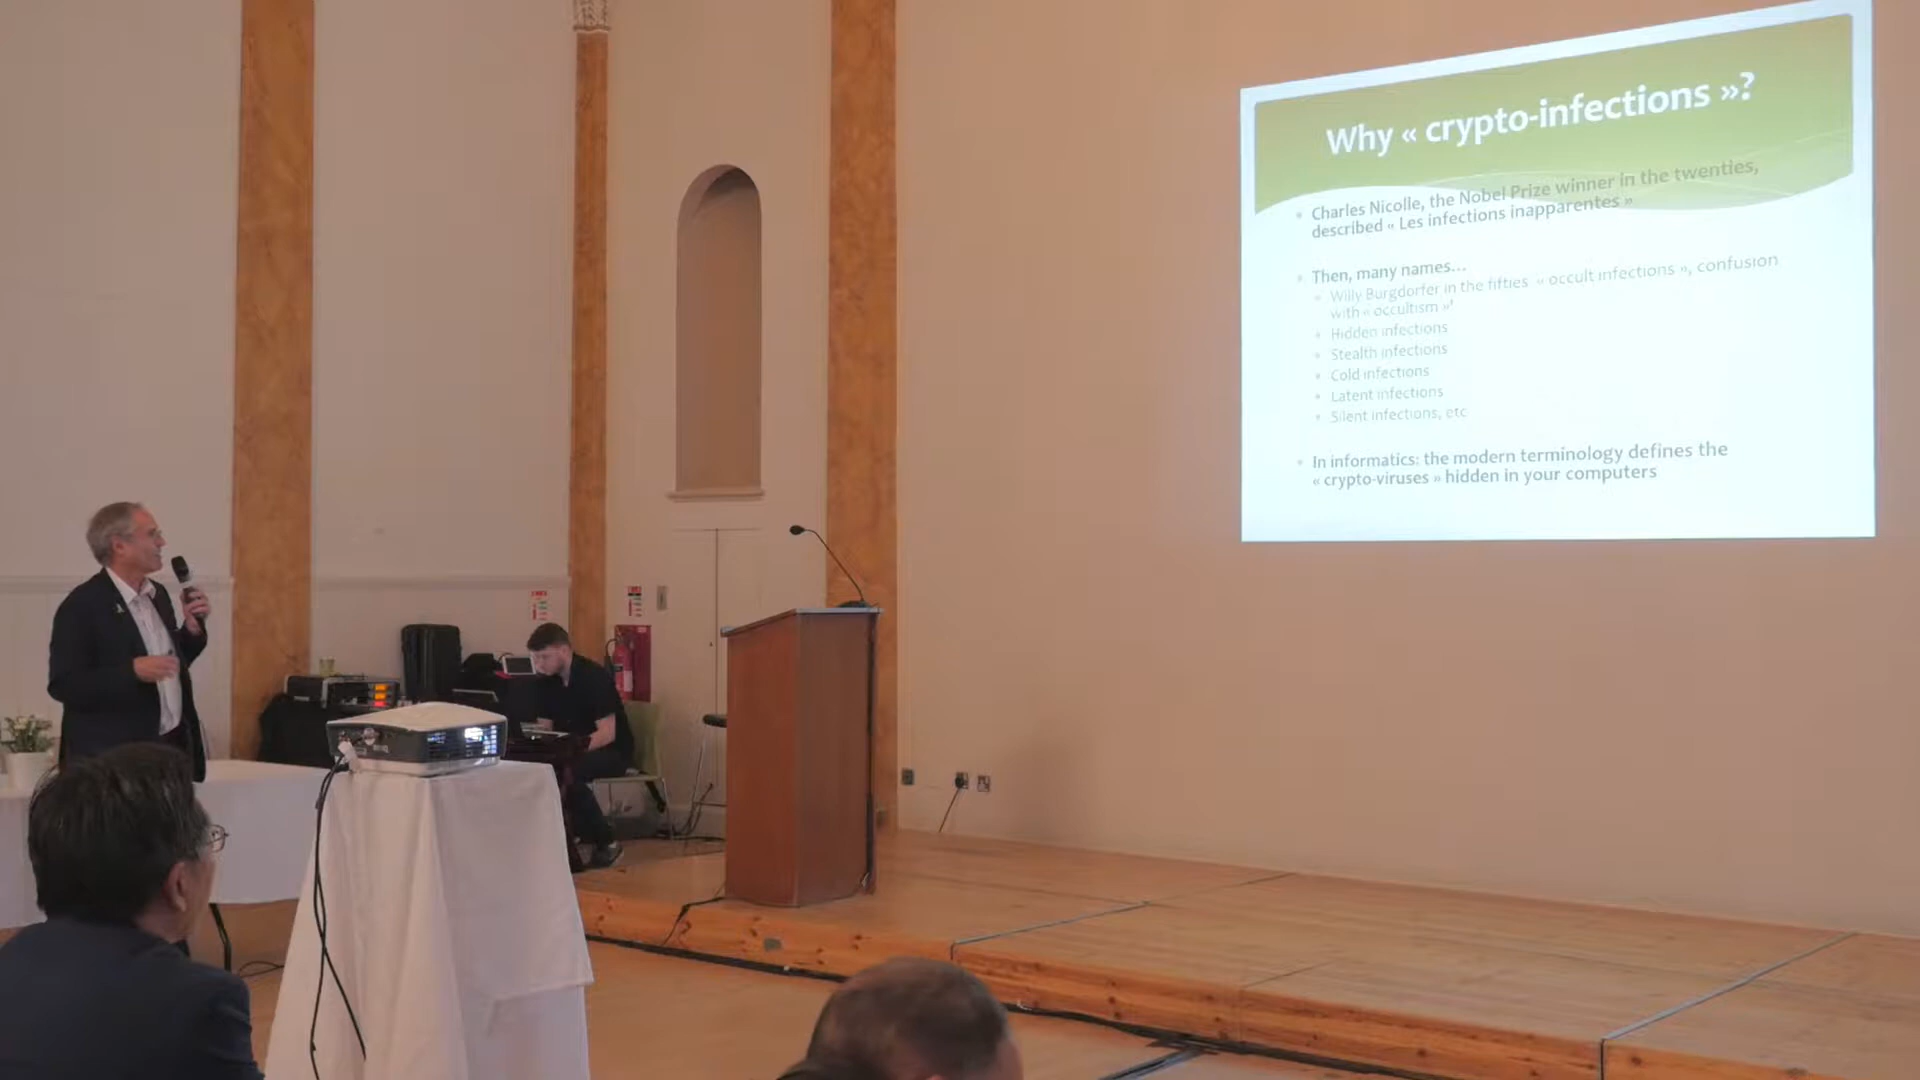 Why « crypto-infections »?
Charles Nicolle, the Nobel Prize winner in the twenties,
described « Les infections inapparentes »
Then, many names...
Willy Burgdorfer in the fifties « occult infections », confusion
with « occultism »'
Hidden infections
Stealth infections
Cold infections
Latent infections
Silent infections, etc
In informatics: the modern terminology defines the
« crypto-viruses » hidden in your computers